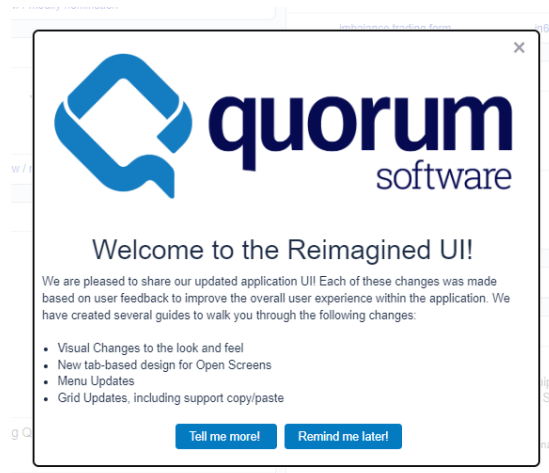 imbalance trading form
×
quorum
software
Welcome to the Reimagined UI!
We are pleased to share our updated application UI! Each of these changes was made
based on user feedback to improve the overall user experience within the application. We
have created several guides to walk you through the following changes:
• Visual Changes to the look and feel
• New tab-based design for Open Screens
• Menu Updates
• Grid Updates, including support copy/paste
Tell me more!
Remind me later!